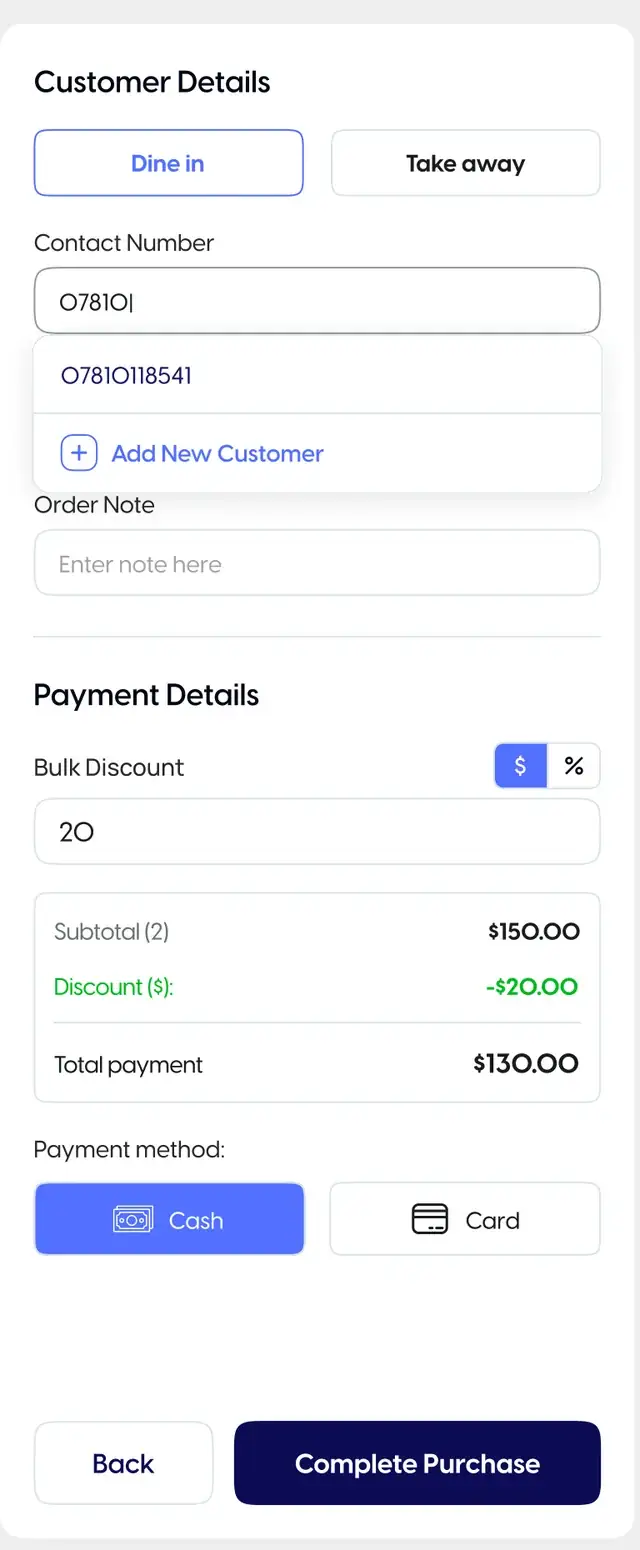 Customer Details
Dine in Take away
Contact Number
07810
07810118541
Add New Customer
Order Note
Enter note here
Payment Details
Bulk Discount $ %
20
Subtotal (2) $150.00
Discount ($): -$20.00
Total payment $130.00
Payment method:
Cash Card
Back Complete Purchase